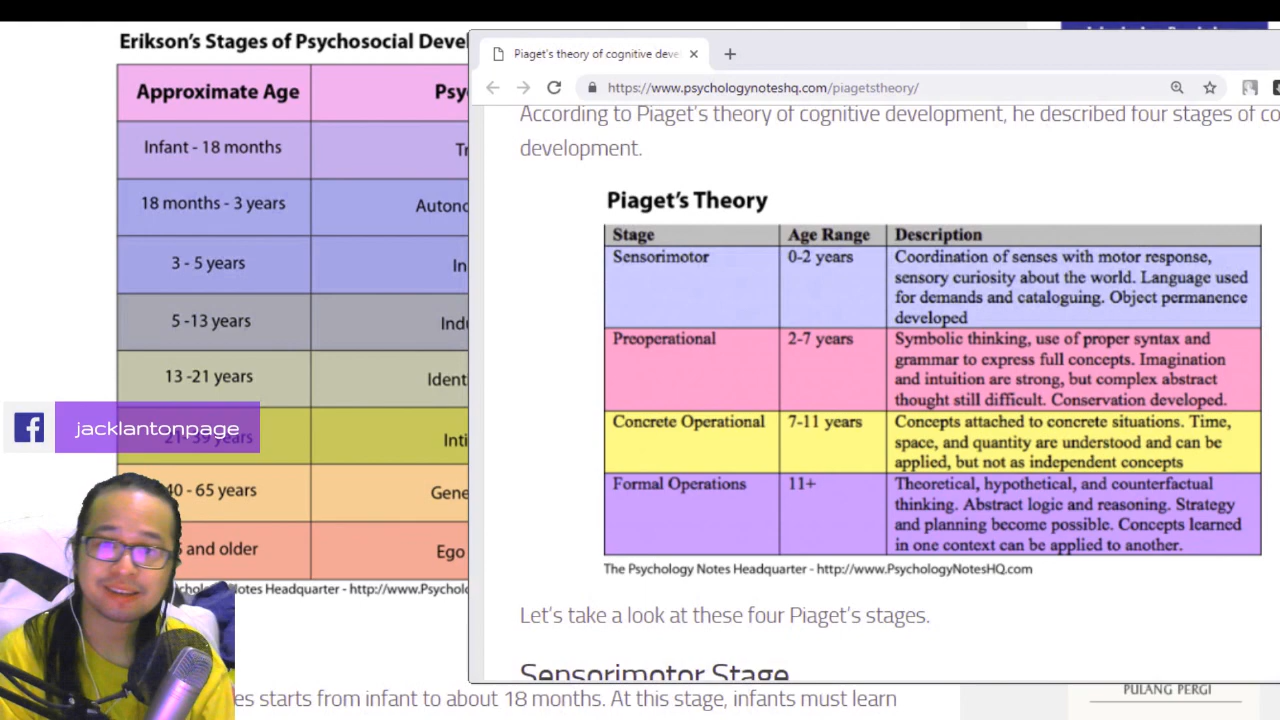 Erikson's Stages of Psychosocial Deve
Approximate Age
Psy
Infant - 18 months
Tr
18 months - 3 years
Autono
3 - 5 years
In
5 -13 years
Indu
13 -21 years
Ident
21- 39 years
Inti
40 - 65 years
Gene
and older
Ego
otes Headquarter - http://www.Psychol
es starts from infant to about 18 months. At this stage, infants must learn
jacklantonpage
Piaget's theory of cognitive deve
https://www.psychologynoteshq.com/piagetstheory/
According to Piaget's theory of cognitive development, he described four stages of co
development.
Piaget's Theory
Stage
Age Range
Description
Sensorimotor
0-2 years
Coordination of senses with motor response,
sensory curiosity about the world. Language used
for demands and cataloguing. Object permanence
developed
Preoperational
2-7 years
Symbolic thinking, use of proper syntax and
grammar to express full concepts. Imagination
and intuition are strong, but complex abstract
thought still difficult. Conservation developed.
Concrete Operational
7-11 years
Concepts attached to concrete situations. Time,
space, and quantity are understood and can be
applied, but not as independent concepts
Formal Operations
11+
Theoretical, hypothetical, and counterfactual
thinking. Abstract logic and reasoning. Strategy
and planning become possible. Concepts learned
in one context can be applied to another.
The Psychology Notes Headquarter - http://www.PsychologyNotesHQ.com
Let's take a look at these four Piaget's stages.
Sensorimotor Stage
PULANG PERGI